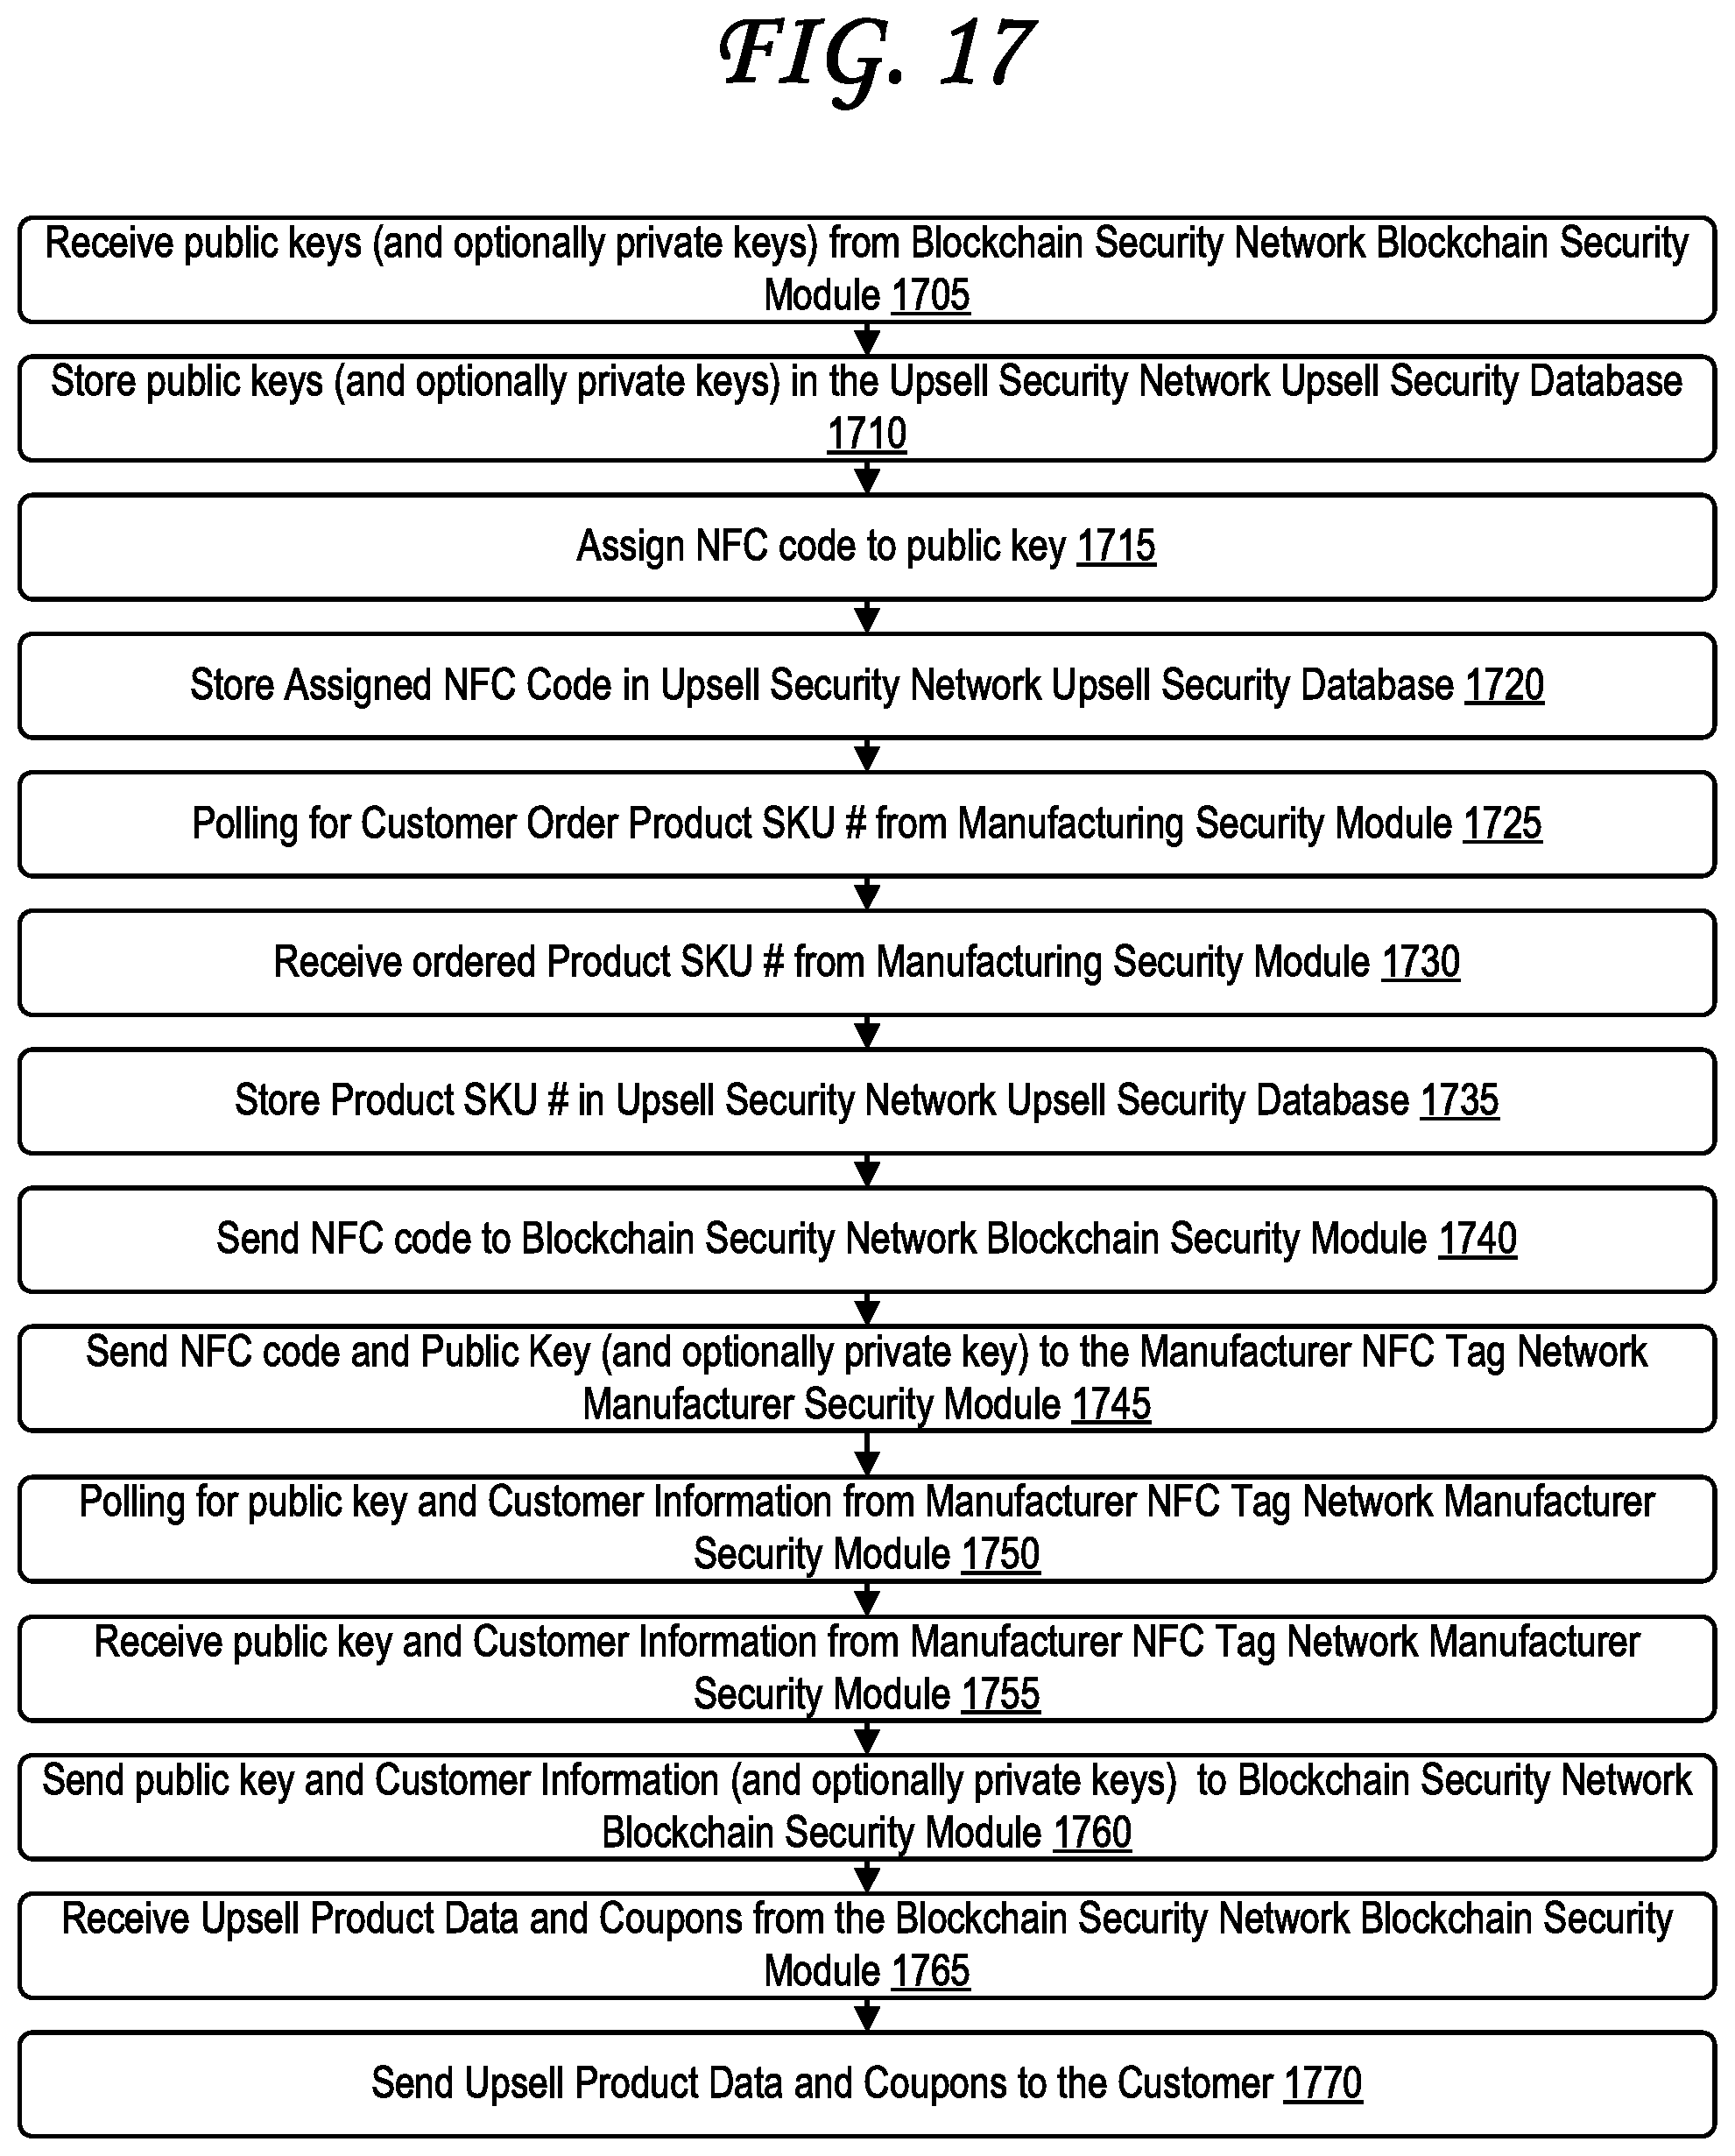 FIG. 17
Receive public keys (and optionally private keys) from Blockchain Security Network Blockchain Security
Module 1705
Store public keys (and optionally private keys) in the Upsell Security Network Upsell Security Database
1710
Assign NFC code to public key 1715
Store Assigned NFC Code in Upsell Security Network Upsell Security Database 1720
Polling for Customer Order Product SKU # from Manufacturing Security Module 1725
Receive ordered Product SKU # from Manufacturing Security Module 1730
Store Product SKU # in Upsell Security Network Upsell Security Database 1735
Send NFC code to Blockchain Security Network Blockchain Security Module 1740
Send NFC code and Public Key (and optionally private key) to the Manufacturer NFC Tag Network
Manufacturer Security Module 1745
Polling for public key and Customer Information from Manufacturer NFC Tag Network Manufacturer
Security Module 1750
Receive public key and Customer Information from Manufacturer NFC Tag Network Manufacturer
Security Module 1755
Send public key and Customer Information (and optionally private keys)  to Blockchain Security Network
Blockchain Security Module 1760
Receive Upsell Product Data and Coupons from the Blockchain Security Network Blockchain Security
Module 1765
Send Upsell Product Data and Coupons to the Customer 1770